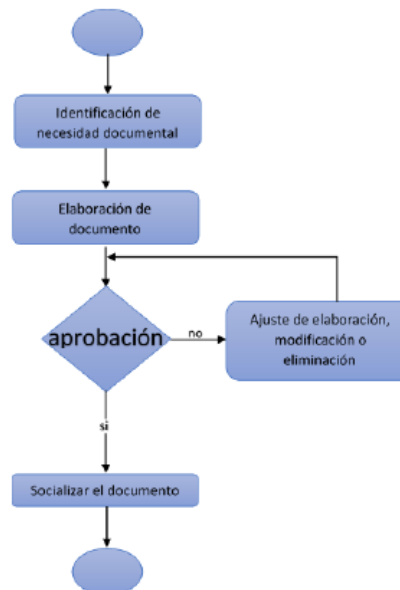 Identificación de
necesidad documental
Elaboración de
documento
aprobación
no
Ajuste de elaboración,
modificación o
eliminación
si
Socializar el documento